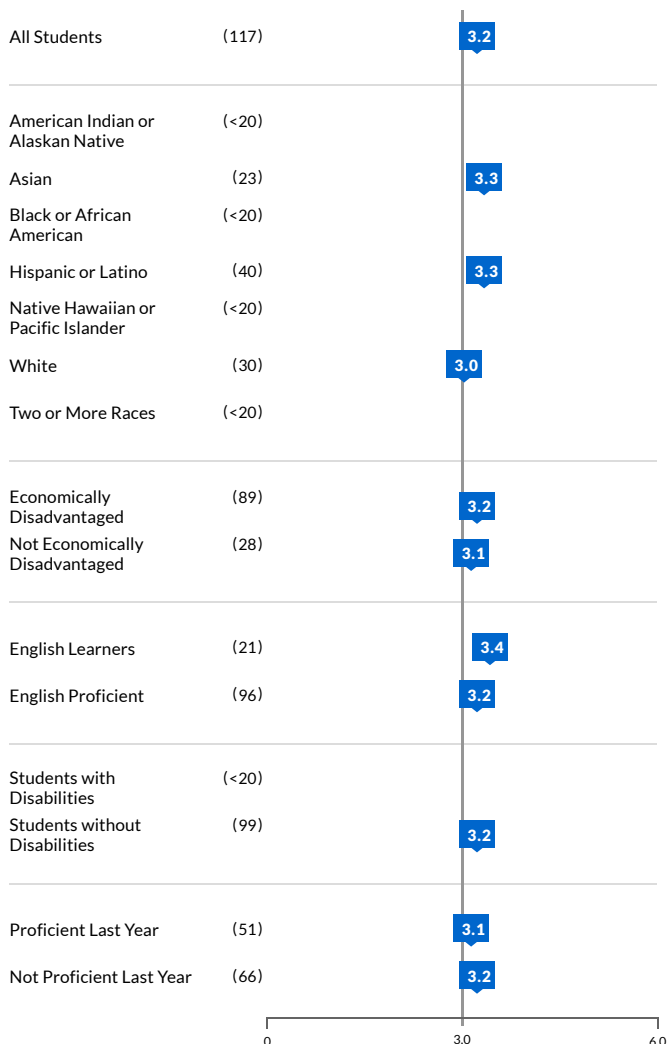 All Students (117) 3.2
American Indian or (<20)
Alaskan Native
Asian (23) 3.3
Black or African (<20)
American
Hispanic or Latino (40) 3.3
Native Hawaiian or (<20)
Pacific Islander
White (30) 3.0
Two or More Races (<20)
Economically (89) 3.2
Disadvantaged
Not Economically (28) 3.1
Disadvantaged
English Learners (21) 3.4
English Proficient (96) 3.2
Students with (<20)
Disabilities
Students without (99) 3.2
Disabilities
Proficient Last Year (51) 3.1
Not Proficient Last Year (66) 3.2
0 3.0 6.0